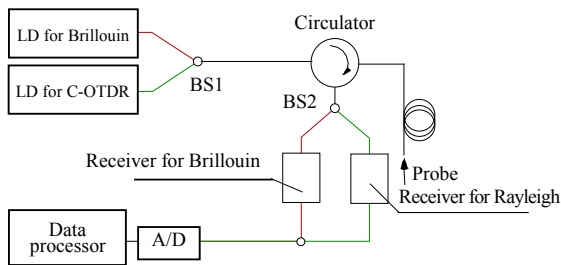 LD for Brillouin
LD for C-OTDR
BS1
Circulator
BS2
Receiver for Brillouin
Probe
Receiver for Rayleigh
Data
processor
A/D